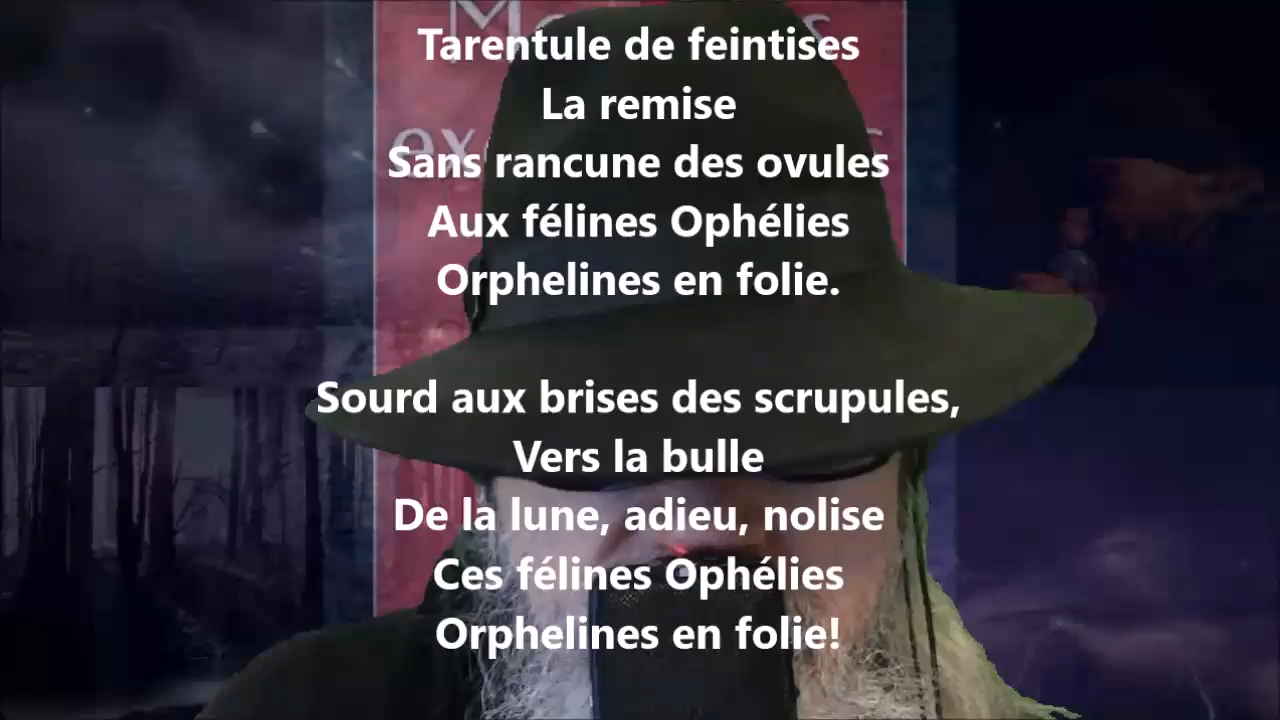 Tarentule de feintises
La remise
Sans rancune des ovules
Aux félines Ophélies
Orphelines en folie.
Sourd aux brises des scrupules,
Vers la bulle
De la lune, adieu, nolise
Ces félines Ophélies
Orphelines en folie!